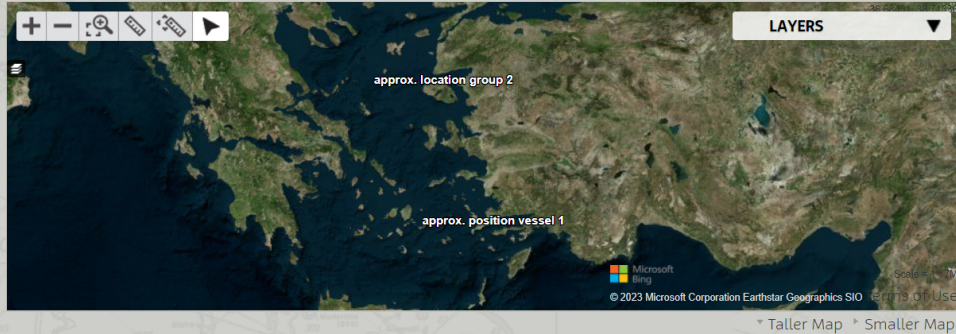 LAYERS
approx. location group 2
approx. position vessel 1
Microsoft
Bing
© 2023 Microsoft Corporation Earthstar Geographics SIO
Terms of Use
Scale =
Taller Map
Smaller Map